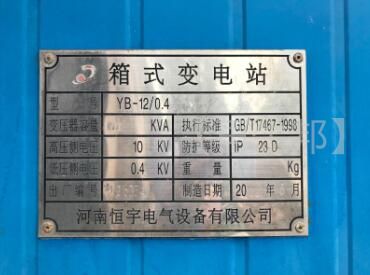 箱式变电站
型 号 YB-12/0.4
变压器容量 KVA 执行标准 GB/T17467-1998
高压侧电压 10 KV 防护等级 IP 23D
低压侧电压 0.4 KV 重 量 Kg
出厂编号 制造日期 20 年 月
河南恒宇电气设备有限公司